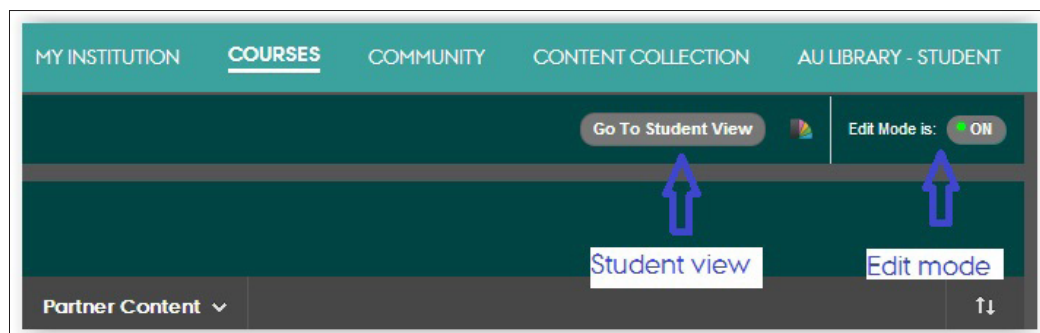 MY INSTITUTION COURSES COMMUNITY CONTENT COLLECTION AU LIBRARY - STUDENT
Go To Student View Edit Mode is: ON
Student view Edit mode
Partner Content